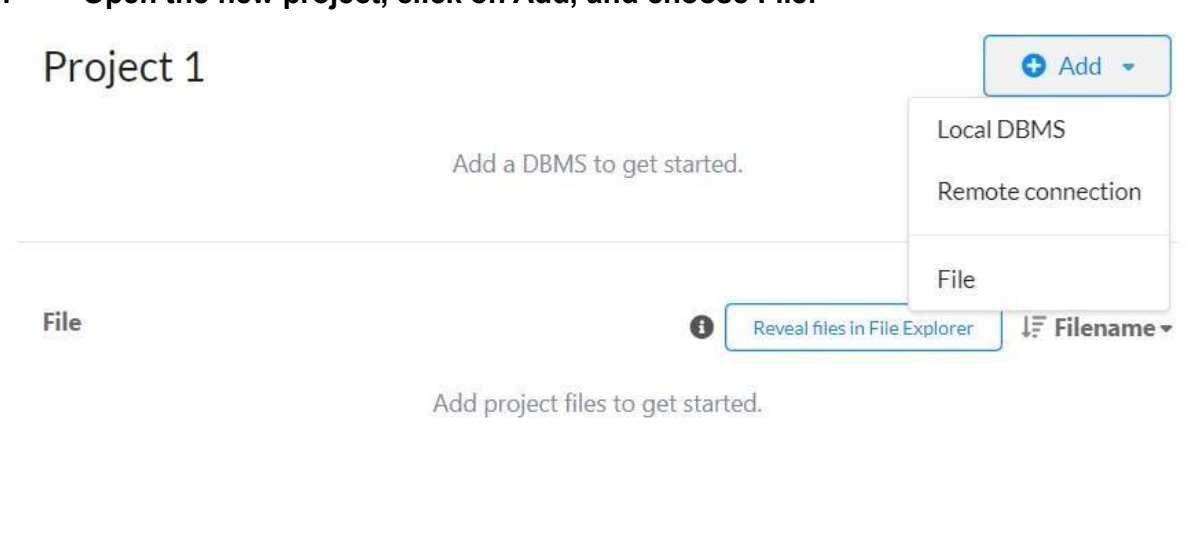 Open the new project, click on Add, and choose File.
Project 1
Add
Local DBMS
Add a DBMS to get started.
Remote connection
File
File
Reveal files in File Explorer
Filename
Add project files to get started.